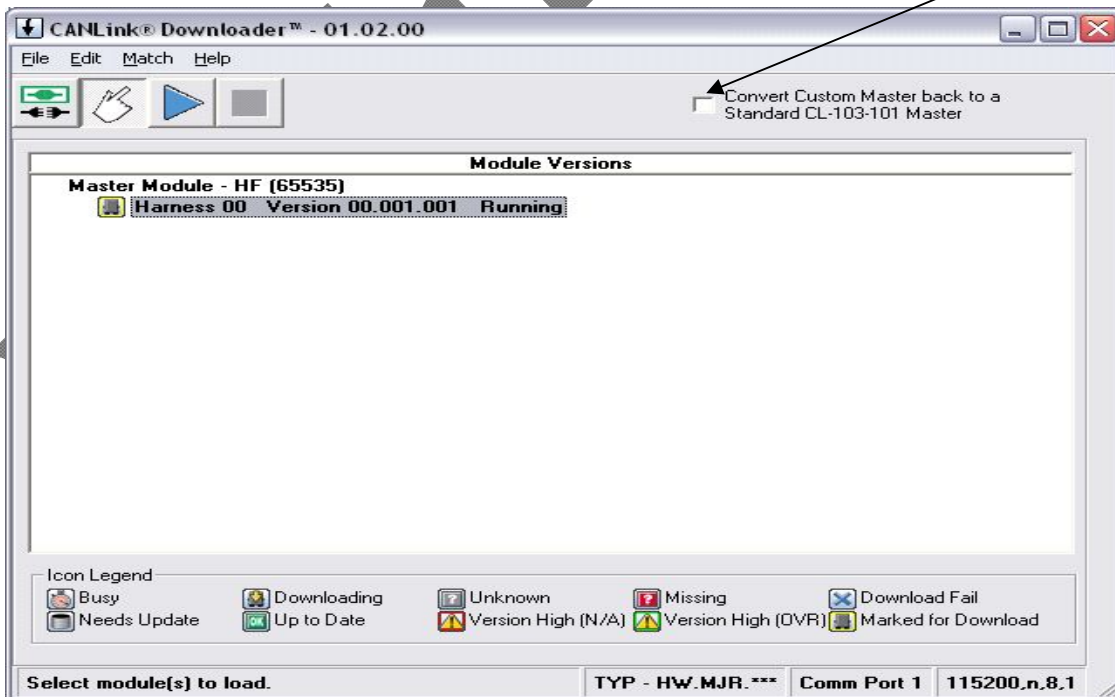 CANLink® Downloader™ - 01.02.00
File Edit Match Help
Convert Custom Master back to a
Standard CL-103-101 Master
Module Versions
Master Module - HF (65535)
Harness 00 Version 00.001.001 Running
Icon Legend
Busy Downloading Unknown Missing Download Fail
Needs Update Up to Date Version High (N/A) Version High (OVR) Marked for Download
Select module(s) to load. TYP - HW.MJR.*** Comm Port 1 115200,n,8,1